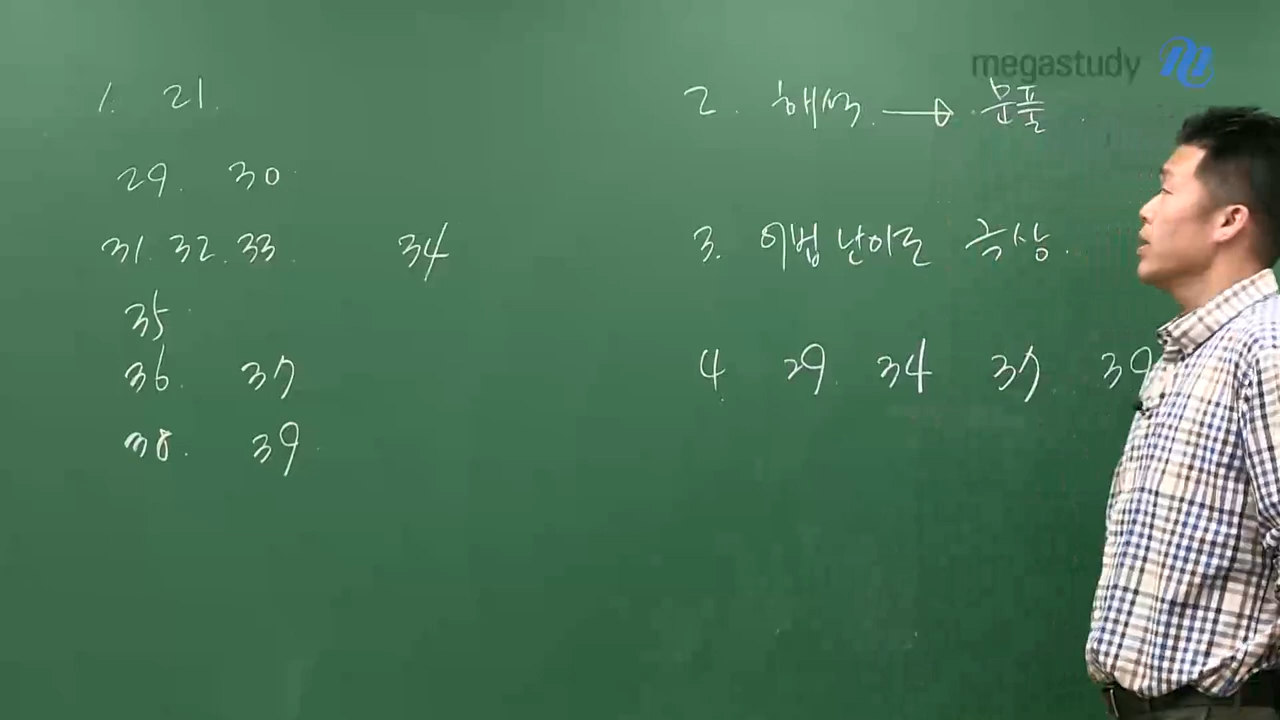 megastudy
1. 21.
29. 30
31. 32. 33. 34
35.
36. 37
38. 39.
2. 해석 → 문풀
3. 어법 난이도 극상.
4. 29. 34 37 39